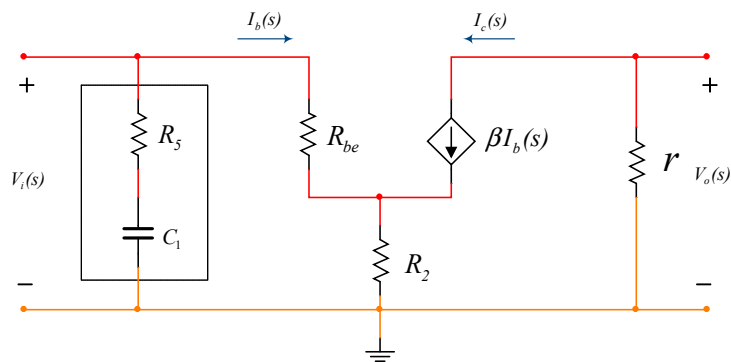 I_b(s)
I_c(s)
+
+
R_5
R_be
βI_b(s)
r
V_i(s)
V_o(s)
C_1
R_2
−
−